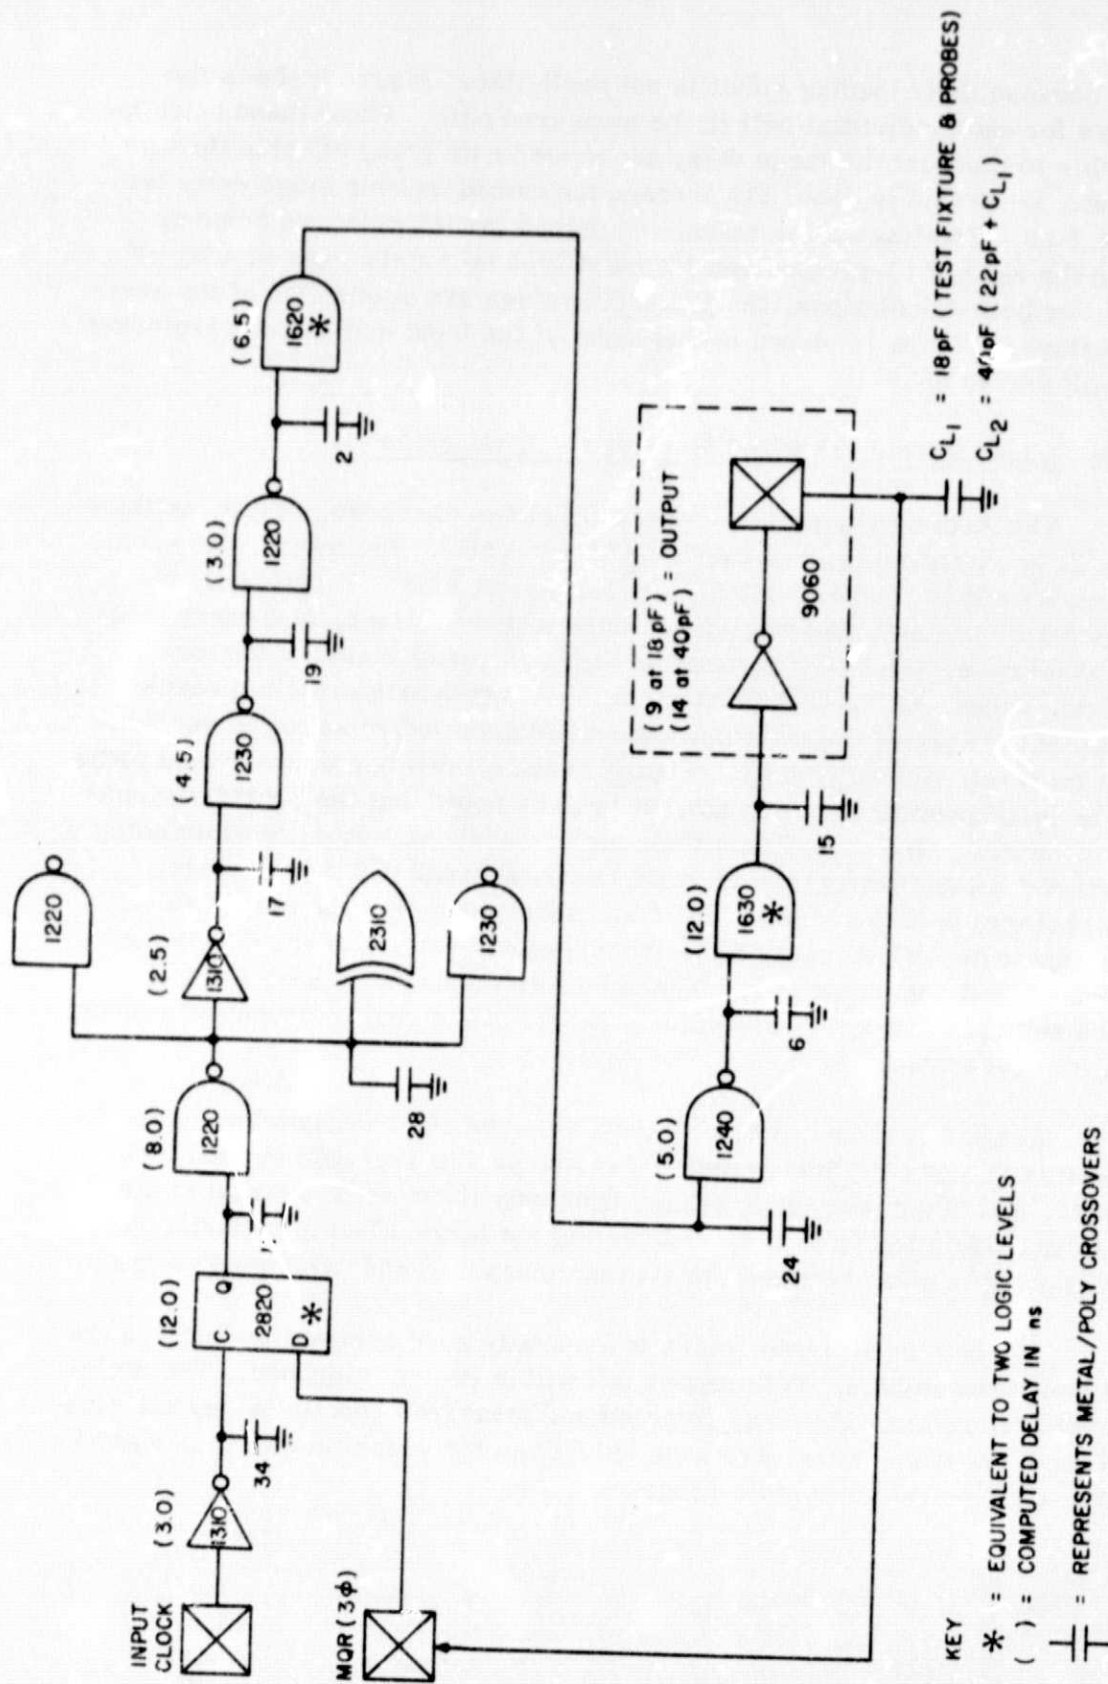 INPUT
CLOCK
(3.0)
1310
34
(12.0)
C Q
2820
D *
(8.0)
1220
28
1220
(2.5)
1310
17
2310
1230
(4.5)
1230
19
(3.0)
1220
2
(6.5)
1620
*
MQR (3Φ)
24
(5.0)
1240
6
(12.0)
1630
*
15
(9 at 18pF)
(14 at 40pF) = OUTPUT
9060
CL1 = 18pF (TEST FIXTURE & PROBES)
CL2 = 40pF (22pF + CL1)
KEY
* = EQUIVALENT TO TWO LOGIC LEVELS
( ) = COMPUTED DELAY IN ns
= REPRESENTS METAL/POLY CROSSOVERS